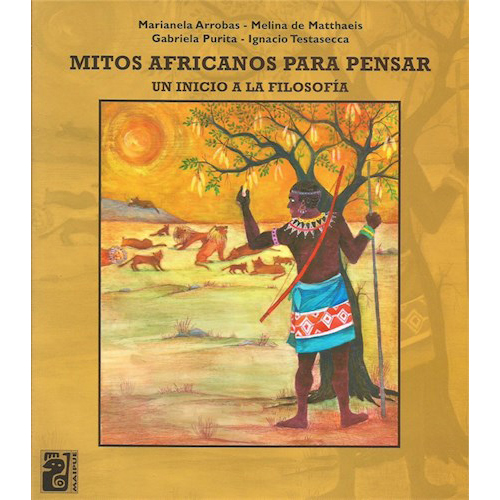 Marianela Arrobas - Melina de Matthaeis
Gabriela Purita - Ignacio Testasecca
MITOS AFRICANOS PARA PENSAR
UN INICIO A LA FILOSOFÍA
MAIPUE